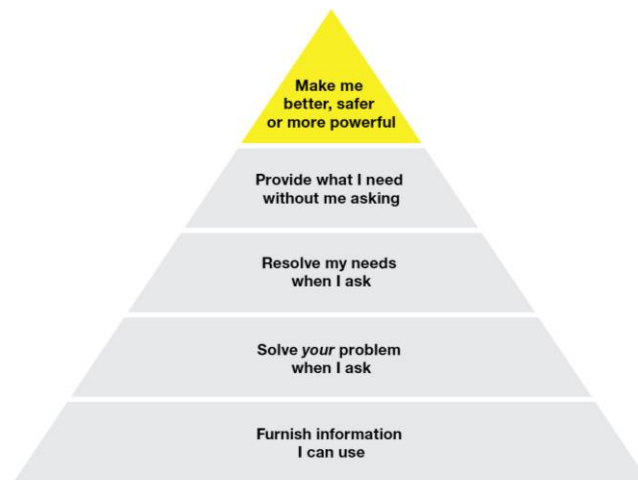 Make me
better, safer
or more powerful
Provide what I need
without me asking
Resolve my needs
when I ask
Solve your problem
when I ask
Furnish information
I can use